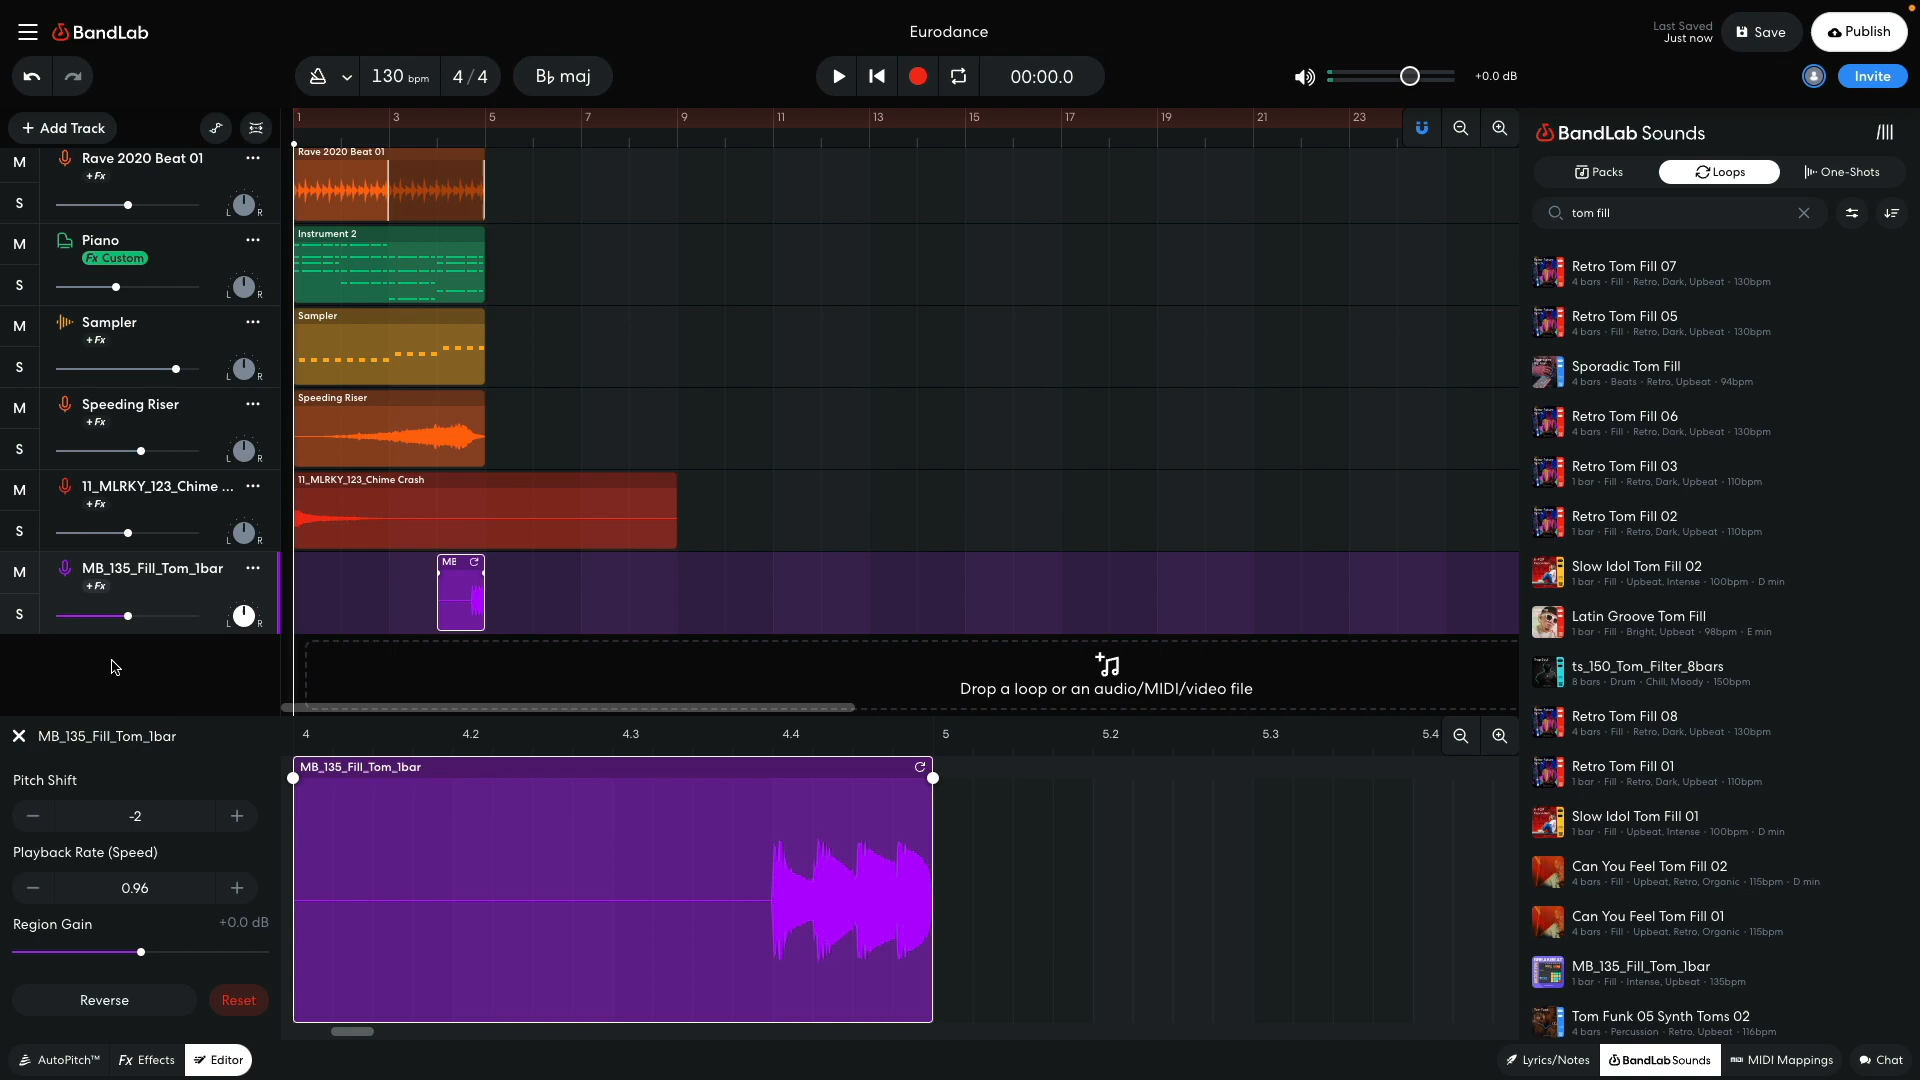 BandLab
Eurodance
Last Saved
Just now
Save
Publish
130 bpm
4/4
B♭ maj
00:00.0
+0.0 dB
Invite
+ Add Track
1 3 5 7 9 11 13 15 17 19 21 23
M Rave 2020 Beat 01 ...
+Fx
S L R
Rave 2020 Beat 01
M Piano ...
Fx Custom
S L R
Instrument 2
M Sampler ...
+Fx
S L R
Sampler
M Speeding Riser ...
+Fx
S L R
Speeding Riser
M 11_MLRKY_123_Chime ... ...
+Fx
S L R
11_MLRKY_123_Chime Crash
M MB_135_Fill_Tom_1bar ...
+Fx
S L R
MB
Drop a loop or an audio/MIDI/video file
MB_135_Fill_Tom_1bar
Pitch Shift
-2
Playback Rate (Speed)
0.96
Region Gain +0.0 dB
Reverse
Reset
4 4.2 4.3 4.4 5 5.2 5.3 5.4
MB_135_Fill_Tom_1bar
AutoPitch™
Fx Effects
Editor
BandLab Sounds
Packs
Loops
One-Shots
tom fill
Retro Tom Fill 07
4 bars · Fill · Retro, Dark, Upbeat · 130bpm
Retro Tom Fill 05
4 bars · Fill · Retro, Dark, Upbeat · 130bpm
Sporadic Tom Fill
4 bars · Beats · Retro, Upbeat · 94bpm
Retro Tom Fill 06
4 bars · Fill · Retro, Dark, Upbeat · 130bpm
Retro Tom Fill 03
1 bar · Fill · Retro, Dark, Upbeat · 110bpm
Retro Tom Fill 02
1 bar · Fill · Retro, Dark, Upbeat · 110bpm
Slow Idol Tom Fill 02
1 bar · Fill · Upbeat, Intense · 100bpm · D min
Latin Groove Tom Fill
1 bar · Fill · Bright, Upbeat · 98bpm · E min
ts_150_Tom_Filter_8bars
8 bars · Drum · Chill, Moody · 150bpm
Retro Tom Fill 08
4 bars · Fill · Retro, Dark, Upbeat · 130bpm
Retro Tom Fill 01
1 bar · Fill · Retro, Dark, Upbeat · 110bpm
Slow Idol Tom Fill 01
1 bar · Fill · Upbeat, Intense · 100bpm · D min
Can You Feel Tom Fill 02
4 bars · Fill · Upbeat, Retro, Organic · 115bpm · D min
Can You Feel Tom Fill 01
4 bars · Fill · Upbeat, Retro, Organic · 115bpm
MB_135_Fill_Tom_1bar
1 bar · Fill · Intense, Upbeat · 135bpm
Tom Funk 05 Synth Toms 02
4 bars · Percussion · Retro, Upbeat · 116bpm
Lyrics/Notes
BandLab Sounds
MIDI Mappings
Chat